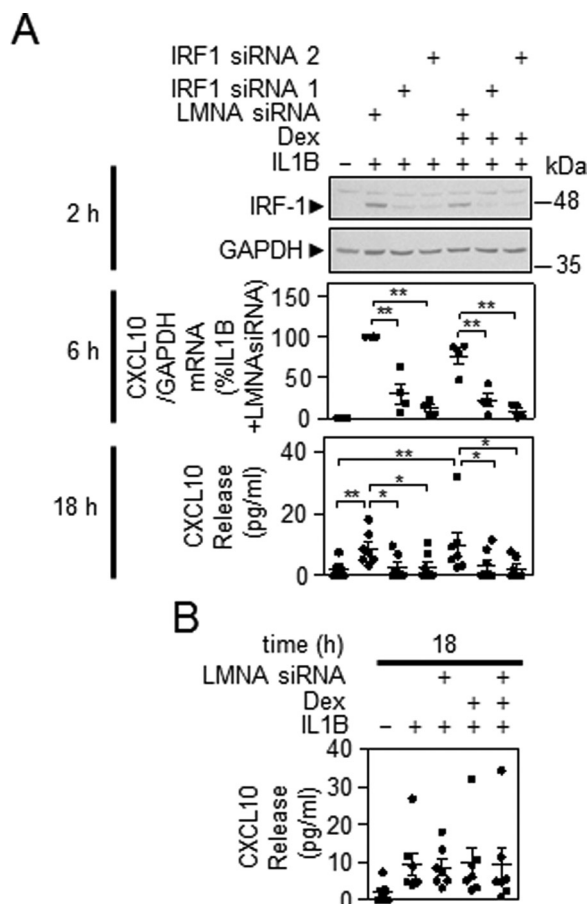 A
IRF1 siRNA 2 + +
IRF1 siRNA 1 + +
LMNA siRNA + +
Dex + + +
IL1B – + + + + + + kDa
2 h
IRF-1 48
GAPDH 35
6 h
CXCL10
/GAPDH
mRNA
(%IL1B
+LMNAsiRNA)
150
100
50
0
** ** ** **
18 h
CXCL10
Release
(pg/ml)
40
20
0
** ** * * * *
B
time (h) 18
LMNA siRNA + +
Dex + +
IL1B – + + + +
CXCL10
Release
(pg/ml)
40
30
20
10
0